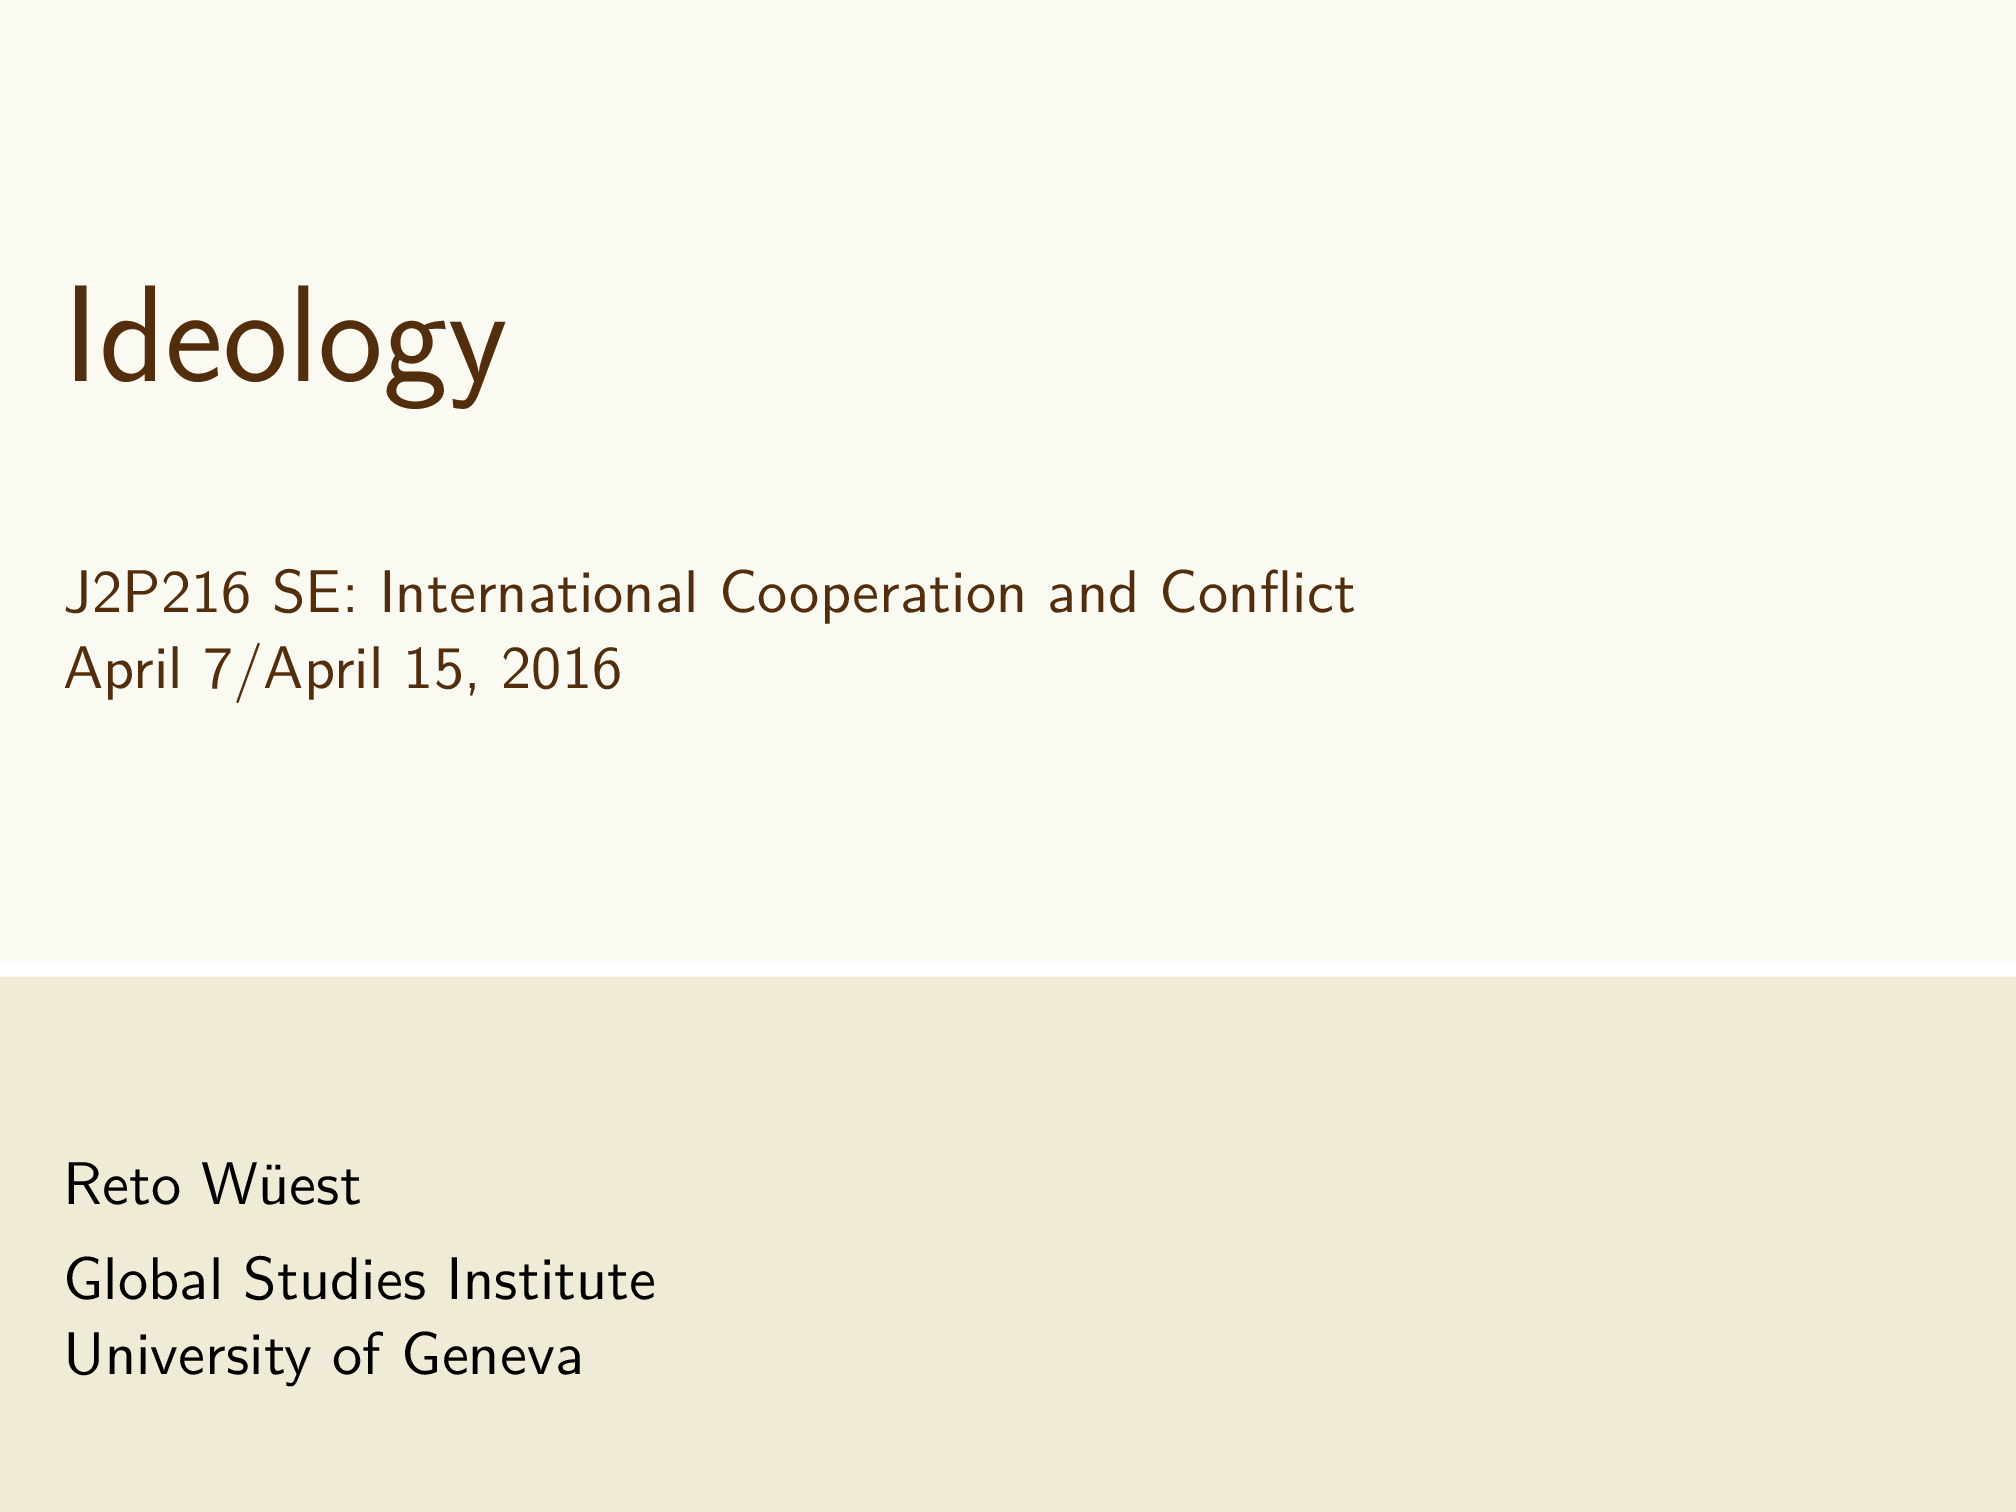 Ideology
J2P216 SE: International Cooperation and Conflict
April 7/April 15, 2016
Reto Wüest
Global Studies Institute
University of Geneva